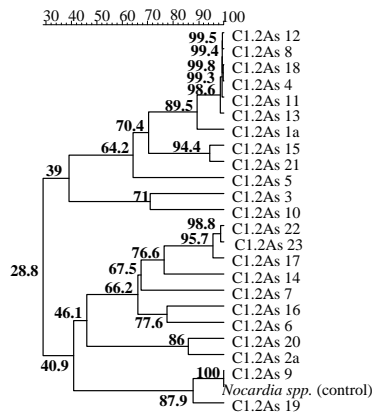 30 40 50 60 70 80 90 100
99.5 C1.2As 12
99.4 C1.2As 8
99.8 C1.2As 18
99.3 C1.2As 4
98.6 C1.2As 11
89.5 C1.2As 13
70.4 C1.2As 1a
94.4 C1.2As 15
64.2 C1.2As 21
39 C1.2As 5
71 C1.2As 3
C1.2As 10
98.8 C1.2As 22
95.7 C1.2As 23
76.6 C1.2As 17
67.5 C1.2As 14
28.8
66.2 C1.2As 7
46.1 C1.2As 16
77.6 C1.2As 6
86 C1.2As 20
40.9 C1.2As 2a
100 C1.2As 9
Nocardia spp. (control)
87.9 C1.2As 19